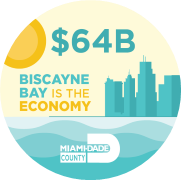 $64B
BISCAYNE
BAY IS THE
ECONOMY
MIAMI-DADE
COUNTY